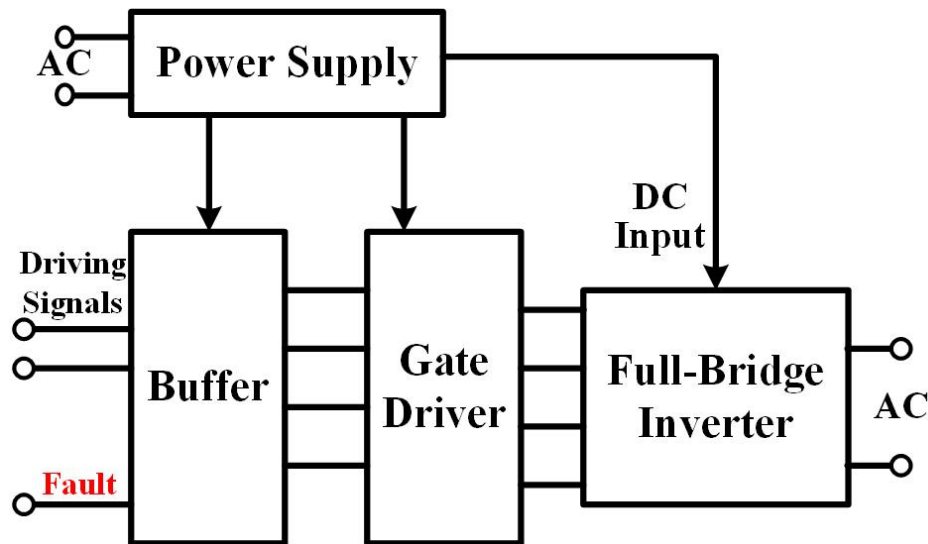 AC
Power Supply
DC
Input
Driving
Signals
Buffer
Gate
Driver
Full-Bridge
Inverter
AC
Fault